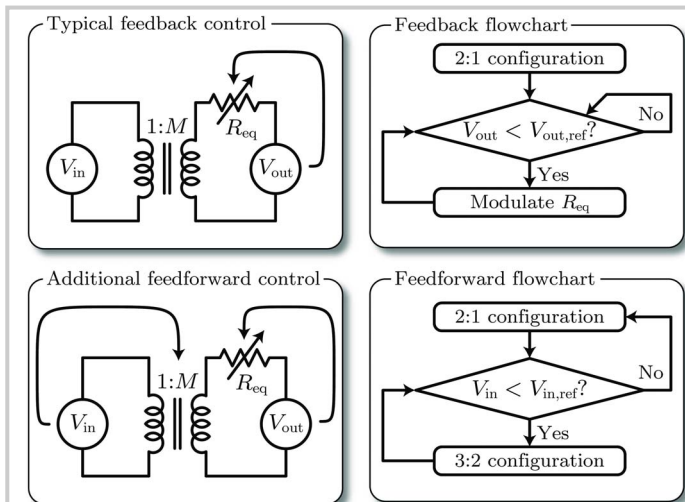 Typical feedback control
1:M
R_eq
V_in
V_out
Feedback flowchart
2:1 configuration
V_out < V_out,ref?
No
Yes
Modulate R_eq
Additional feedforward control
1:M
R_eq
V_in
V_out
Feedforward flowchart
2:1 configuration
V_in < V_in,ref?
No
Yes
3:2 configuration